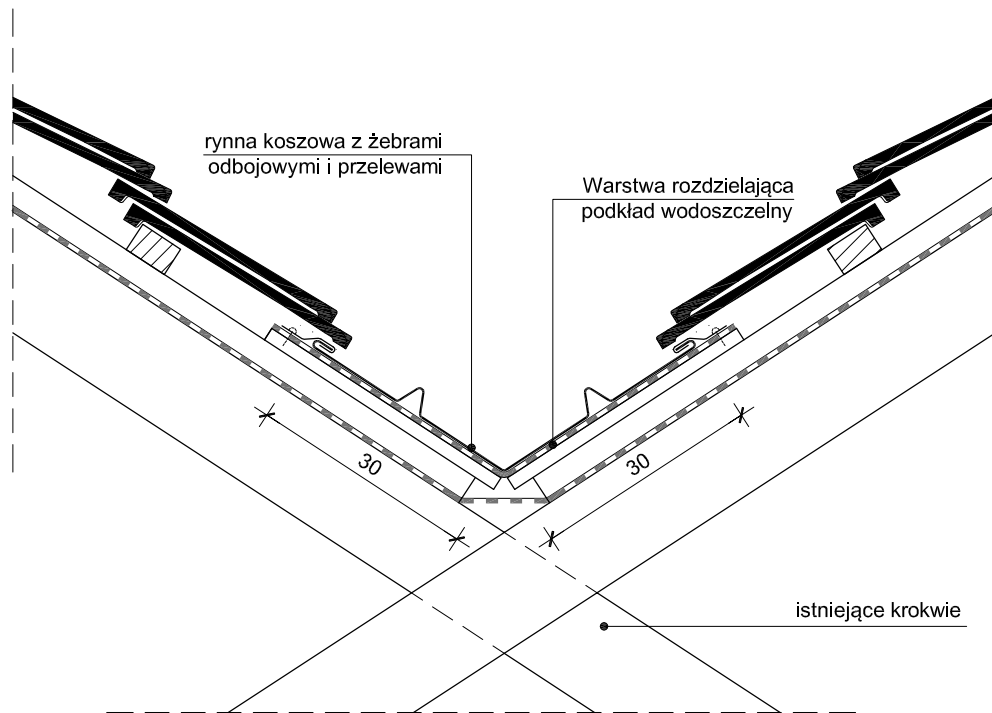 rynna koszowa z żebrami
odbojowymi i przelewami
Warstwa rozdzielająca
podkład wodoszczelny
30
30
istniejące krokwie